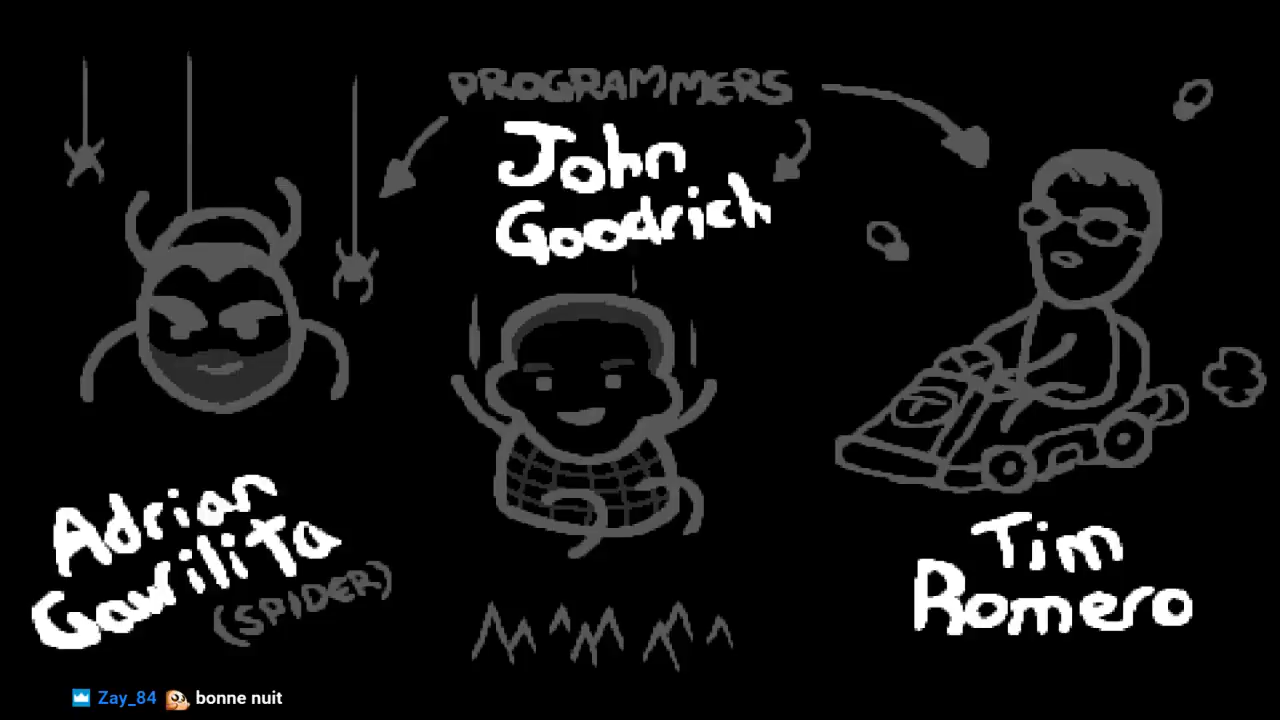 PROGRAMMERS
John
Goodrich
Adrian
Gavrilita
(SPIDER)
Tim
Romero
Zay_84 bonne nuit